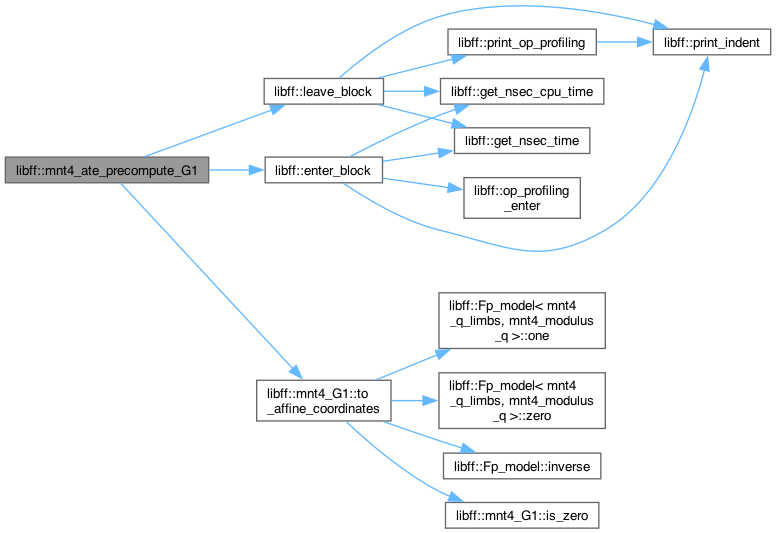 libff::print_op_profiling
libff::print_indent
libff::leave_block
libff::get_nsec_cpu_time
libff::get_nsec_time
libff::mnt4_ate_precompute_G1
libff::enter_block
libff::op_profiling
_enter
libff::Fp_model< mnt4
_q_limbs, mnt4_modulus
_q >::one
libff::mnt4_G1::to
_affine_coordinates
libff::Fp_model< mnt4
_q_limbs, mnt4_modulus
_q >::zero
libff::Fp_model::inverse
libff::mnt4_G1::is_zero